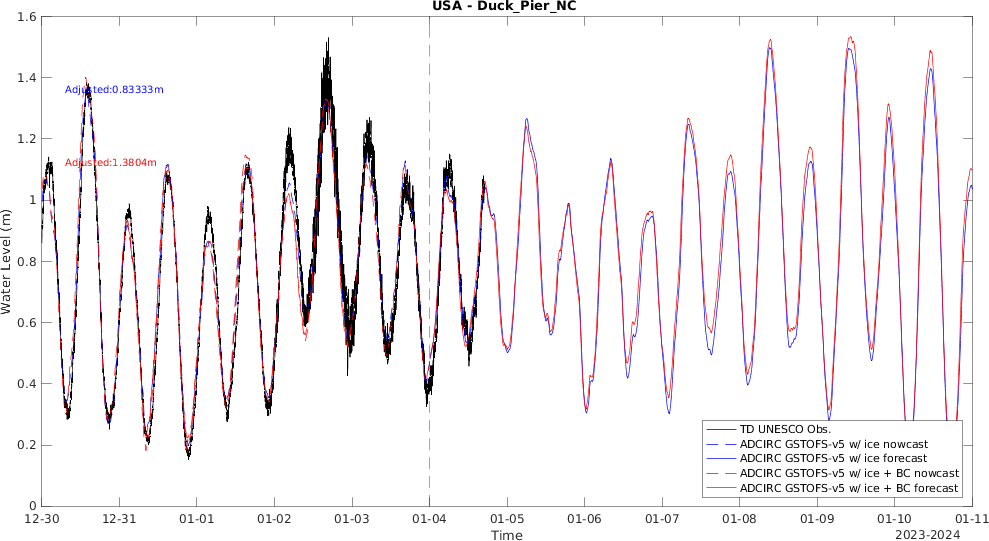 USA - Duck_Pier_NC
1.6
1.4
1.2
1
0.8
0.6
0.4
0.2
0
Water Level (m)
Adjusted:0.83333m
Adjusted:1.3804m
TD UNESCO Obs.
ADCIRC GSTOFS-v5 w/ ice nowcast
ADCIRC GSTOFS-v5 w/ ice forecast
ADCIRC GSTOFS-v5 w/ ice + BC nowcast
ADCIRC GSTOFS-v5 w/ ice + BC forecast
12-30 12-31 01-01 01-02 01-03 01-04 01-05 01-06 01-07 01-08 01-09 01-10 01-11
Time
2023-2024